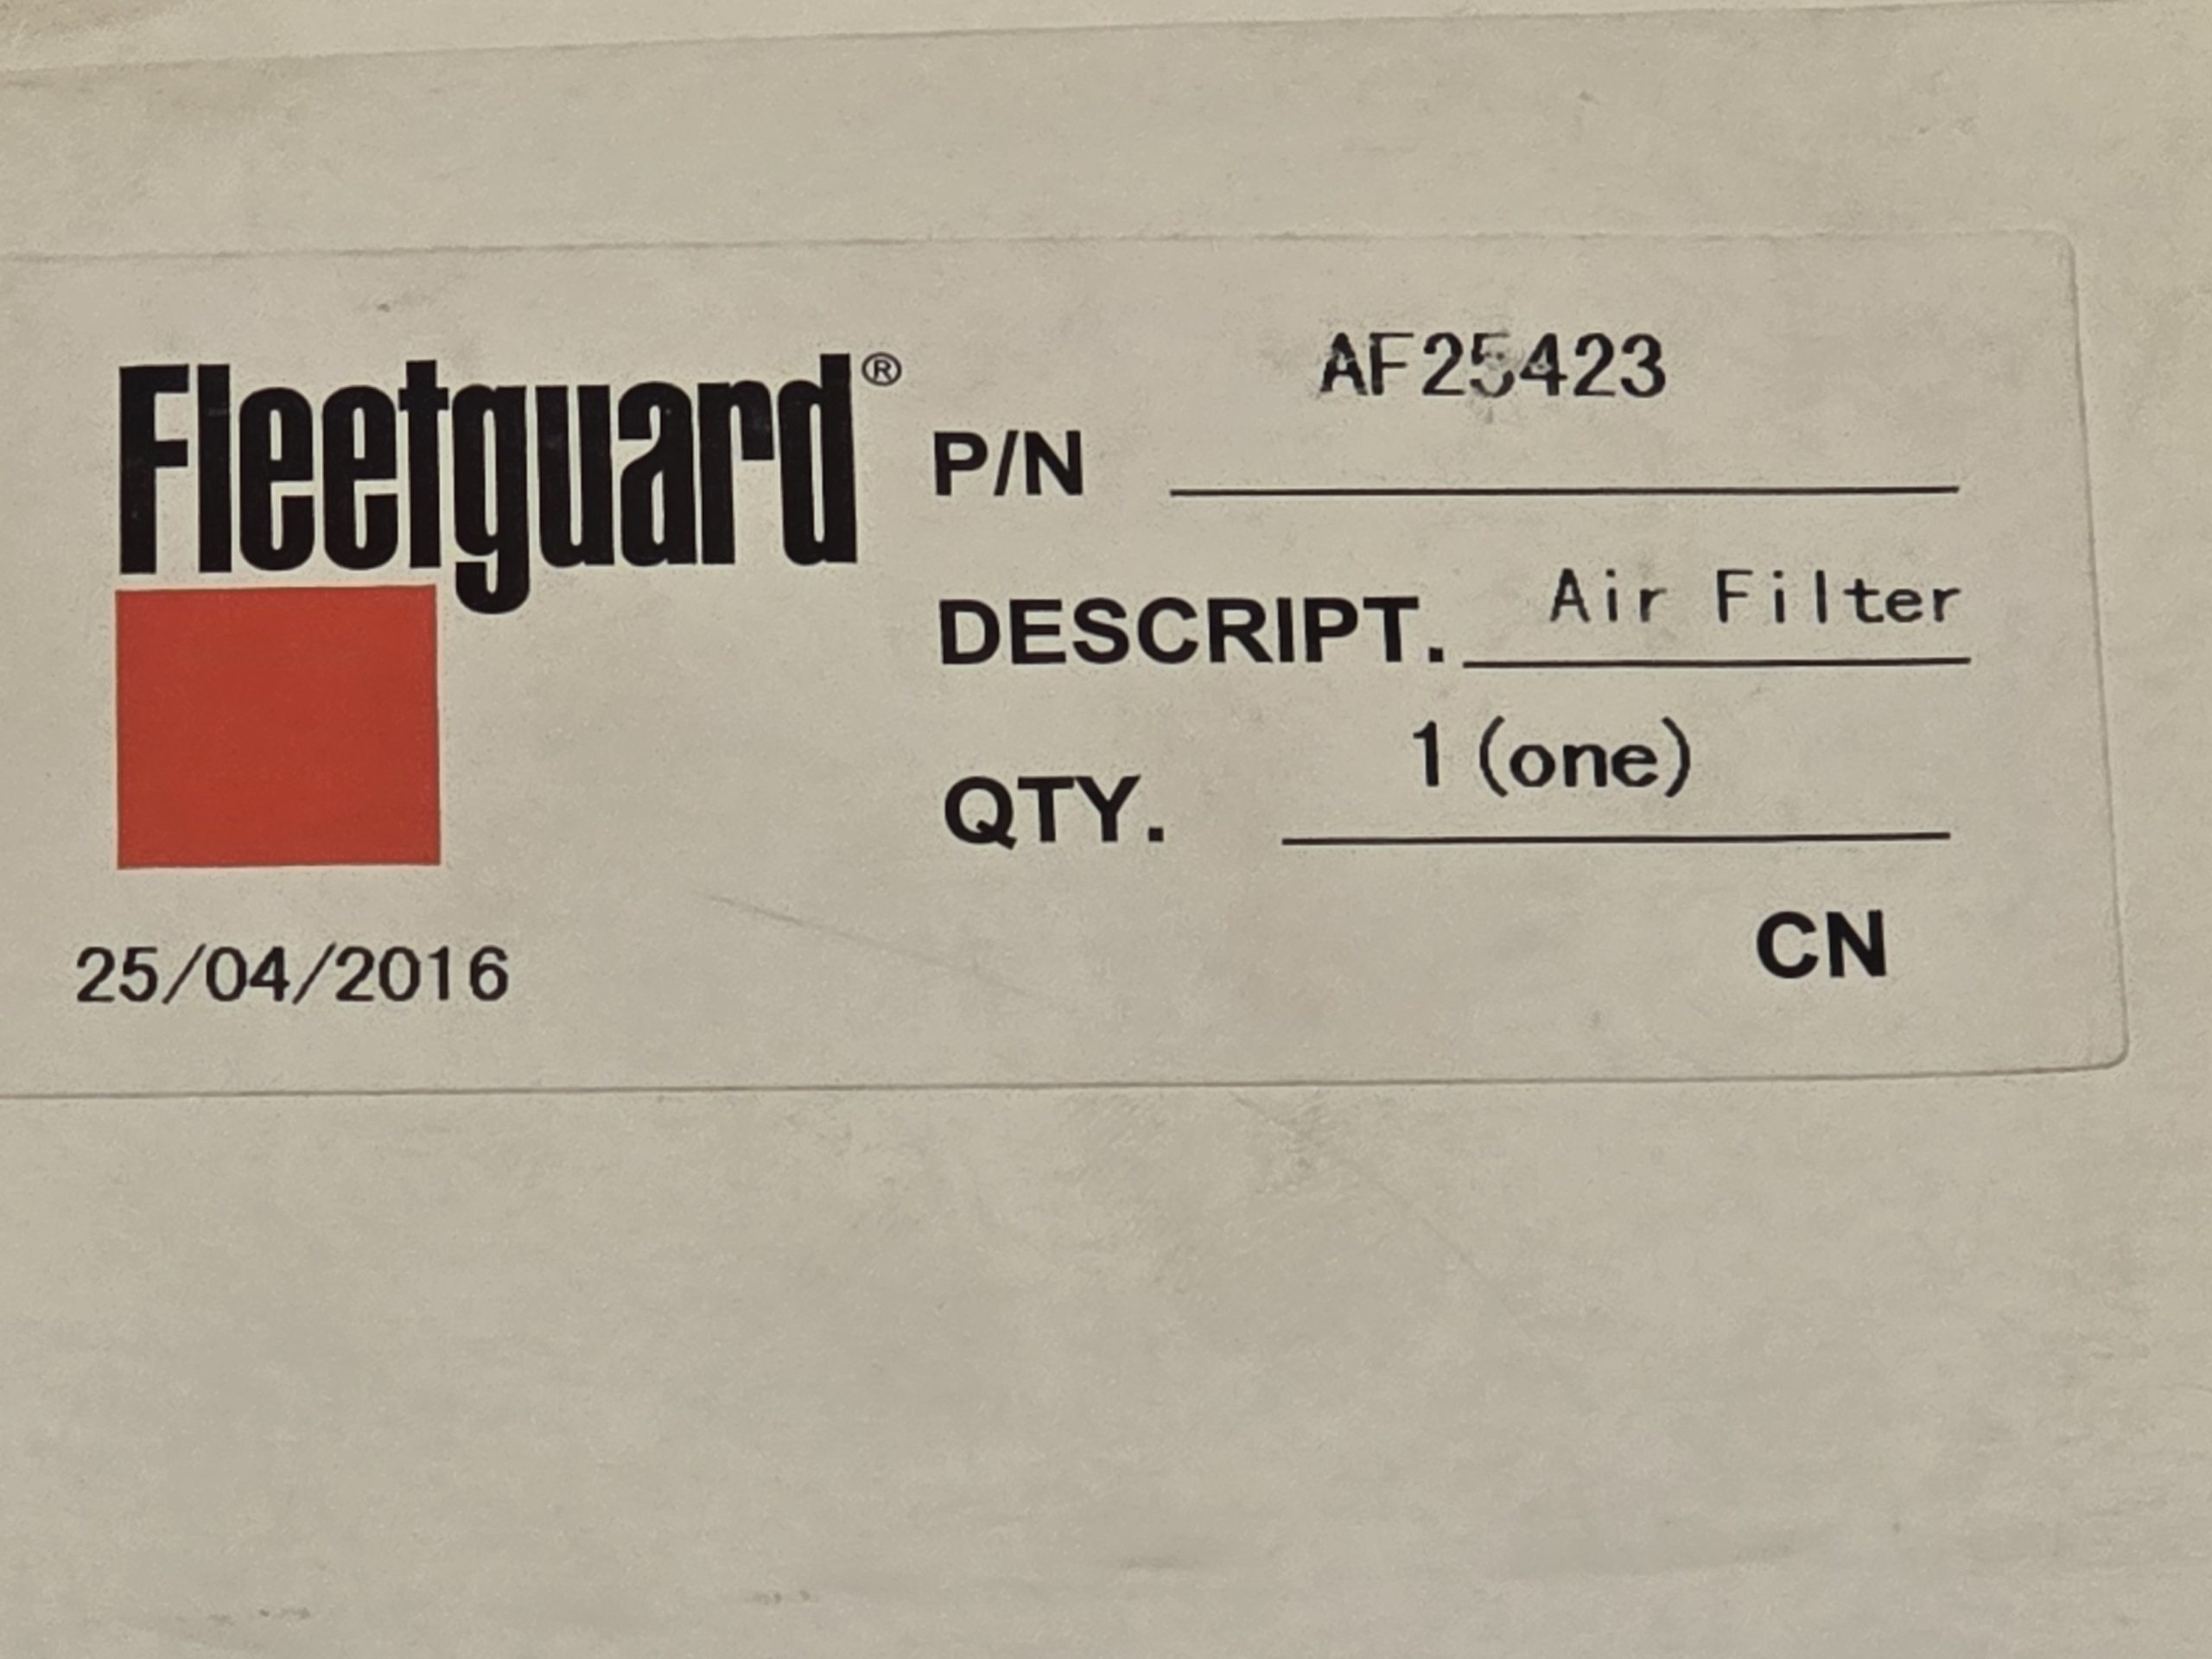 Fleetguard®
P/N AF25423
DESCRIPT. Air Filter
QTY. 1 (one)
CN
25/04/2016